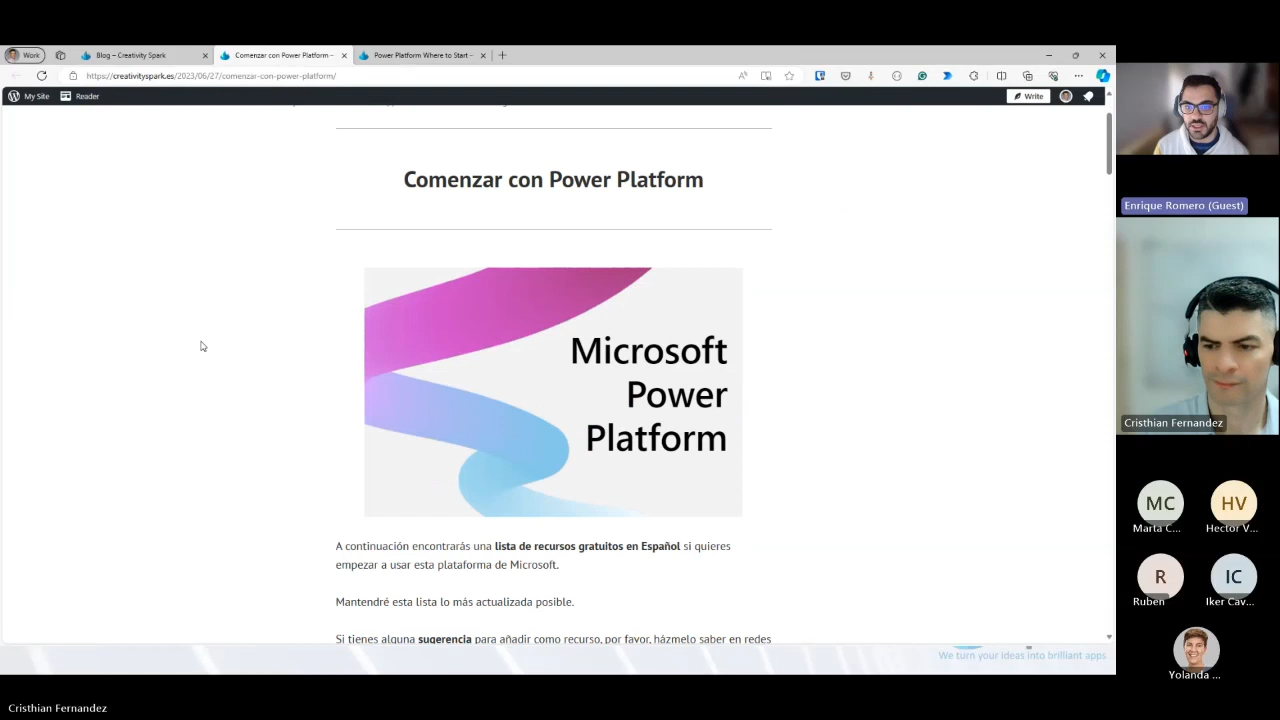 Work
Blog – Creativity Spark
Comenzar con Power Platform –
Power Platform Where to Start –
https://creativityspark.es/2023/06/27/comenzar-con-power-platform/
My Site
Reader
Write
Comenzar con Power Platform
Microsoft
Power
Platform
A continuación encontrarás una lista de recursos gratuitos en Español si quieres
empezar a usar esta plataforma de Microsoft.
Mantendré esta lista lo más actualizada posible.
Si tienes alguna sugerencia para añadir como recurso, por favor, házmelo saber en redes
We turn your ideas into brilliant apps
Enrique Romero (Guest)
Cristhian Fernandez
MC
Marta C...
HV
Hector V...
R
Ruben
IC
Iker Cav...
Yolanda ...
Cristhian Fernandez